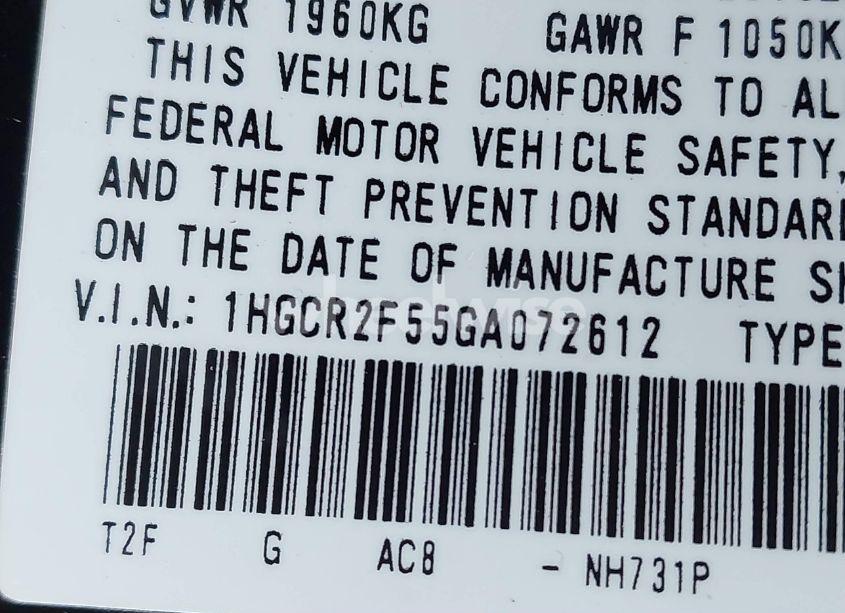 GVWR 1960KG GAWR F 1050K
THIS VEHICLE CONFORMS TO AL
FEDERAL MOTOR VEHICLE SAFETY,
AND THEFT PREVENTION STANDAR
ON THE DATE OF MANUFACTURE SH
V.I.N.: 1HGCR2F55GA072612 TYPE
T2F G AC8 - NH731P